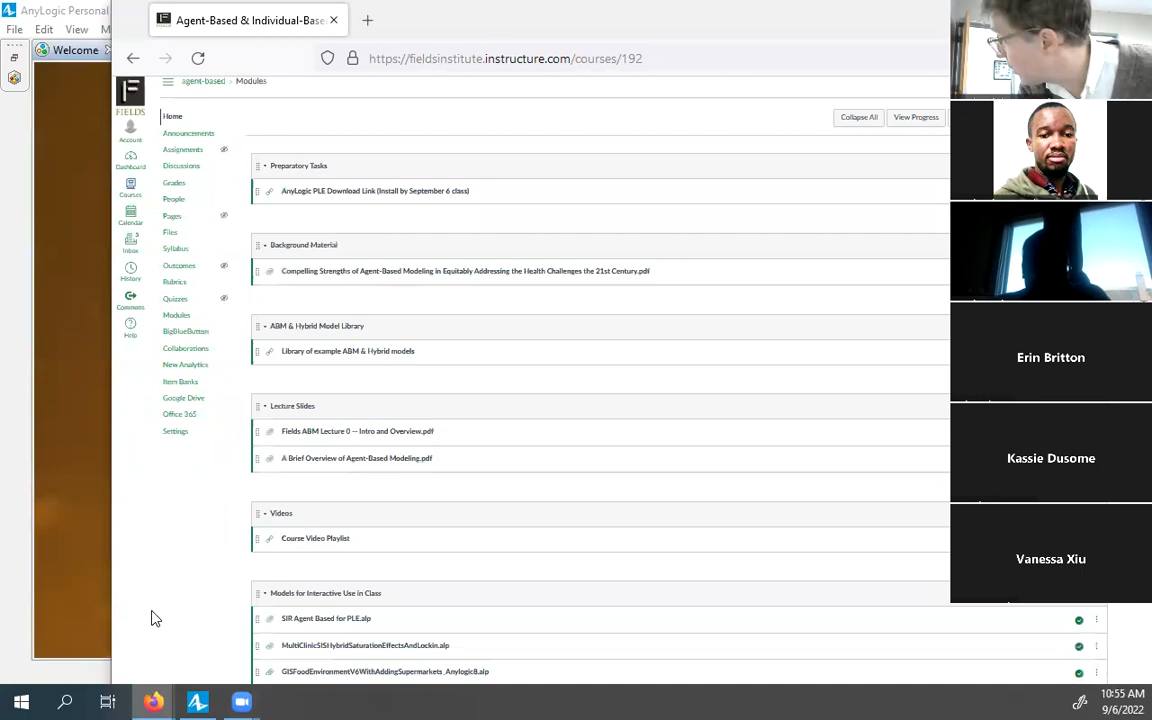 AnyLogic Personal
File Edit View M
Welcome
Agent-Based & Individual-Base
https://fieldsinstitute.instructure.com/courses/192
FIELDS
Account
Dashboard
Courses
Calendar
Inbox
History
Commons
Help
agent-based > Modules
Home
Announcements
Assignments
Discussions
Grades
People
Pages
Files
Syllabus
Outcomes
Rubrics
Quizzes
Modules
BigBlueButton
Collaborations
New Analytics
Item Banks
Google Drive
Office 365
Settings
Collapse All View Progress
Preparatory Tasks
AnyLogic PLE Download Link (Install by September 6 class)
Background Material
Compelling Strengths of Agent-Based Modeling in Equitably Addressing the Health Challenges the 21st Century.pdf
ABM & Hybrid Model Library
Library of example ABM & Hybrid models
Lecture Slides
Fields ABM Lecture 0 -- Intro and Overview.pdf
A Brief Overview of Agent-Based Modeling.pdf
Videos
Course Video Playlist
Models for Interactive Use in Class
SIR Agent Based for PLE.alp
MultiClinicSISHybridSaturationEffectsAndLockin.alp
GISFoodEnvironmentV6WithAddingSupermarkets_Anylogic8.alp
Erin Britton
Kassie Dusome
Vanessa Xiu
10:55 AM
9/6/2022